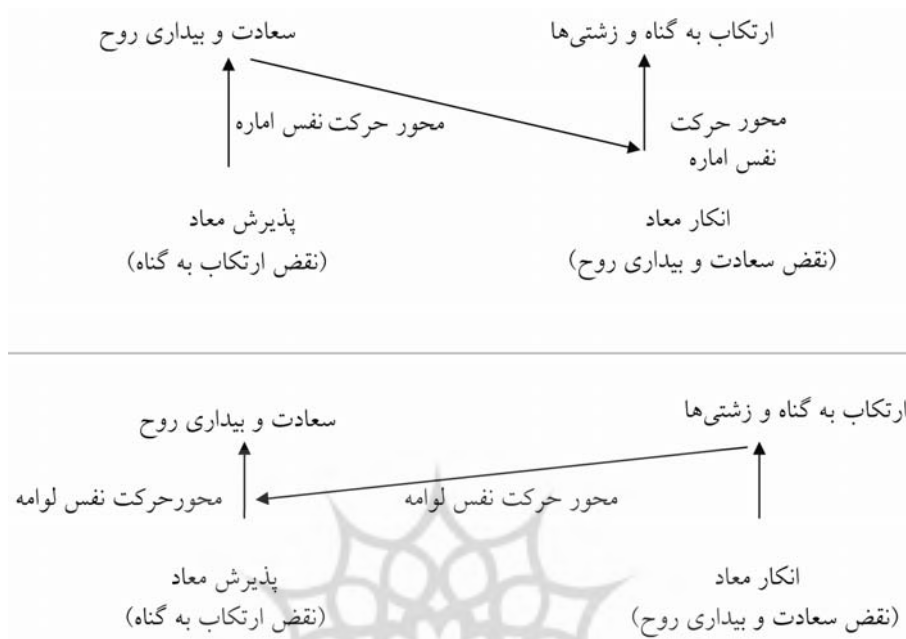 ارتکاب به گناه و زشتی‌ها
سعادت و بیداری روح
محور حرکت
نفس اماره
محور حرکت نفس اماره
انکار معاد
(نقض سعادت و بیداری روح)
پذیرش معاد
(نقض ارتکاب به گناه)
ارتکاب به گناه و زشتی‌ها
سعادت و بیداری روح
محور حرکت نفس لوامه
محورحرکت نفس لوامه
انکار معاد
(نقض سعادت و بیداری روح)
پذیرش معاد
(نقض ارتکاب به گناه)